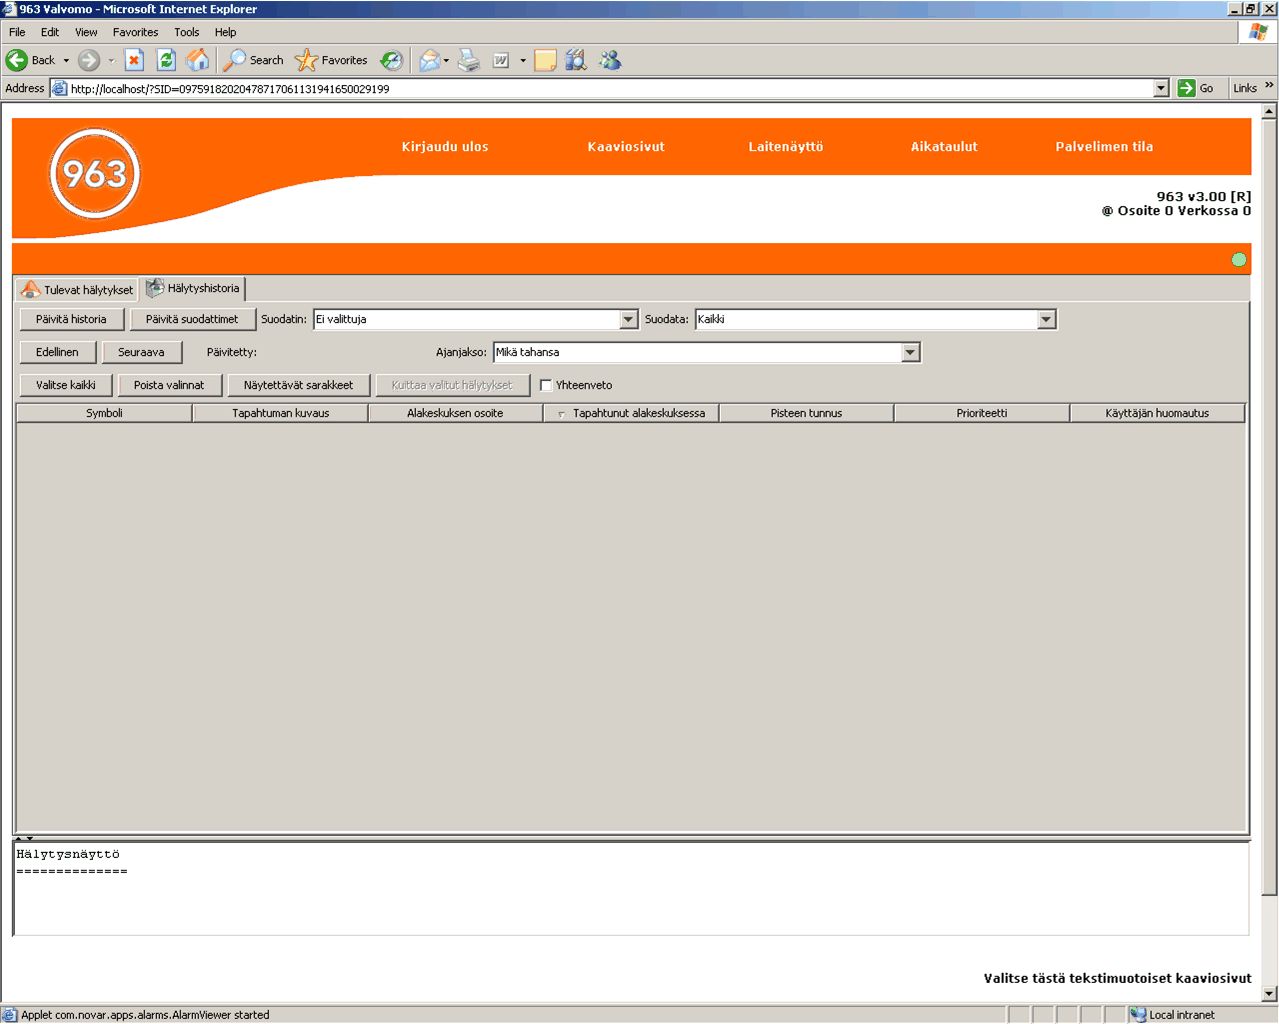 963 Valvomo - Microsoft Internet Explorer
File Edit View Favorites Tools Help
Back Search Favorites
Address http://localhost/?SID=09759182020478717061131941650029199 Go Links »
963 Kirjaudu ulos Kaaviosivut Laitenäyttö Aikataulut Palvelimen tila
963 v3.00 [R]
@ Osoite 0 Verkossa 0
Tulevat hälytykset Hälytyshistoria
Päivitä historia Päivitä suodattimet Suodatin: Ei valittuja Suodata: Kaikki
Edellinen Seuraava Päivitetty: Ajanjakso: Mikä tahansa
Valitse kaikki Poista valinnat Näytettävät sarakkeet Kuittaa valitut hälytykset Yhteenveto
Symboli Tapahtuman kuvaus Alakeskuksen osoite Tapahtunut alakeskuksessa Pisteen tunnus Prioriteetti Käyttäjän huomautus
Hälytysnäyttö
==============
Valitse tästä tekstimuotoiset kaaviosivut
Applet com.novar.apps.alarms.AlarmViewer started Local intranet